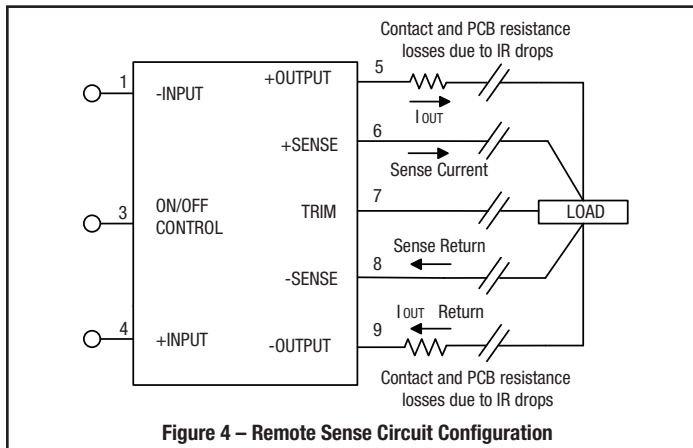 Contact and PCB resistance
losses due to IR drops
1
-INPUT
+OUTPUT
5
IOUT
+SENSE
6
Sense Current
3
ON/OFF
CONTROL
TRIM
7
LOAD
Sense Return
-SENSE
8
IOUT Return
4
+INPUT
-OUTPUT
9
Contact and PCB resistance
losses due to IR drops
Figure 4 – Remote Sense Circuit Configuration